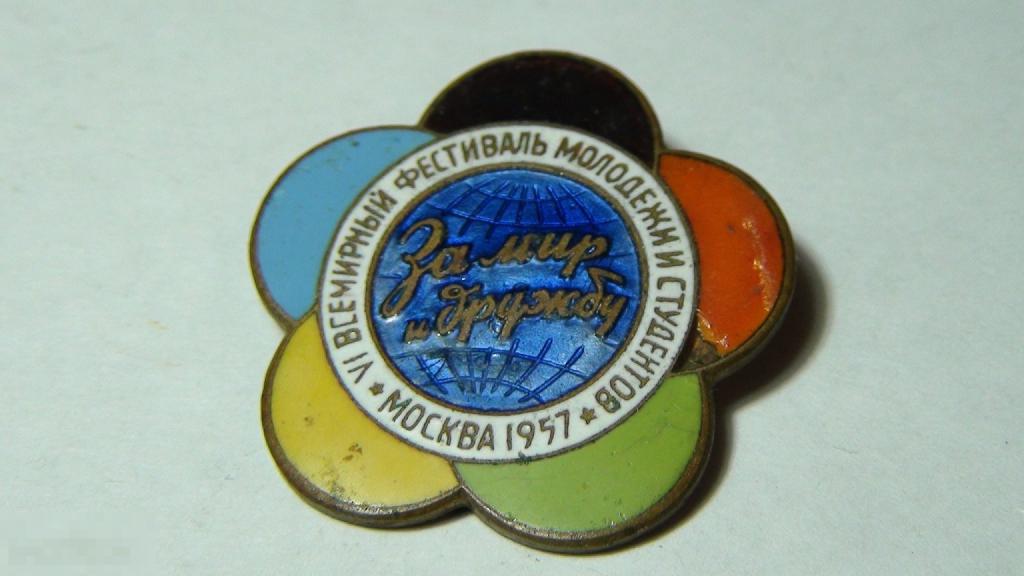 VI ВСЕМИРНЫЙ ФЕСТИВАЛЬ МОЛОДЕЖИ И СТУДЕНТОВ
* МОСКВА 1957 *
За мир
и дружбу